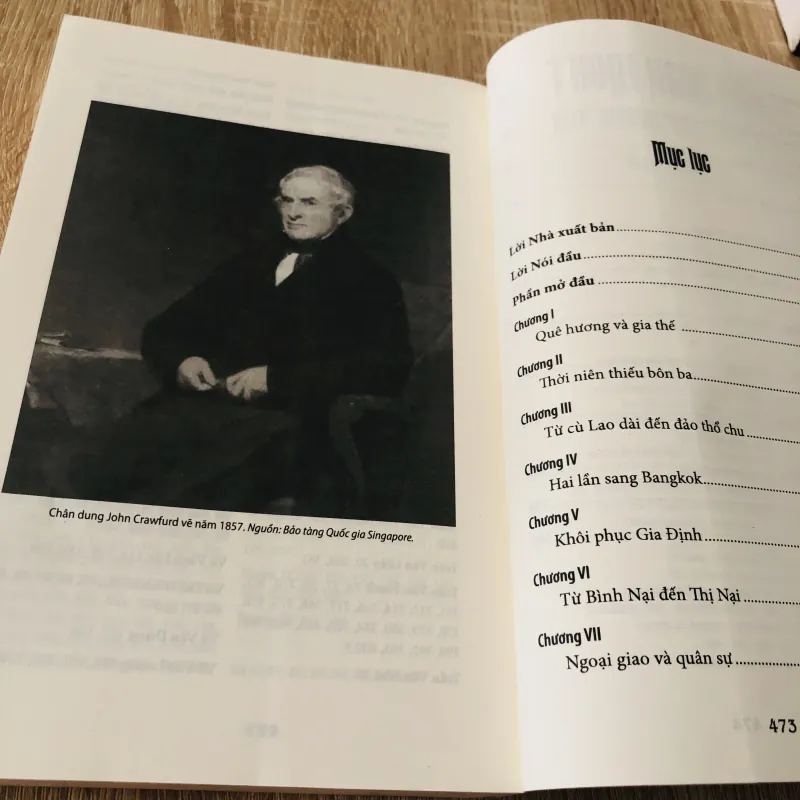 Chân dung John Crawfurd vẽ năm 1857. Nguồn: Bảo tàng Quốc gia Singapore.
Mục lục
Lời Nhà xuất bản
Lời Nói đầu
Phần mở đầu
Chương I
Quê hương và gia thế
Chương II
Thời niên thiếu bôn ba
Chương III
Từ cù Lao dài đến đảo thổ chu
Chương IV
Hai lần sang Bangkok
Chương V
Khôi phục Gia Định
Chương VI
Từ Bình Nại đến Thị Nại
Chương VII
Ngoại giao và quân sự
473